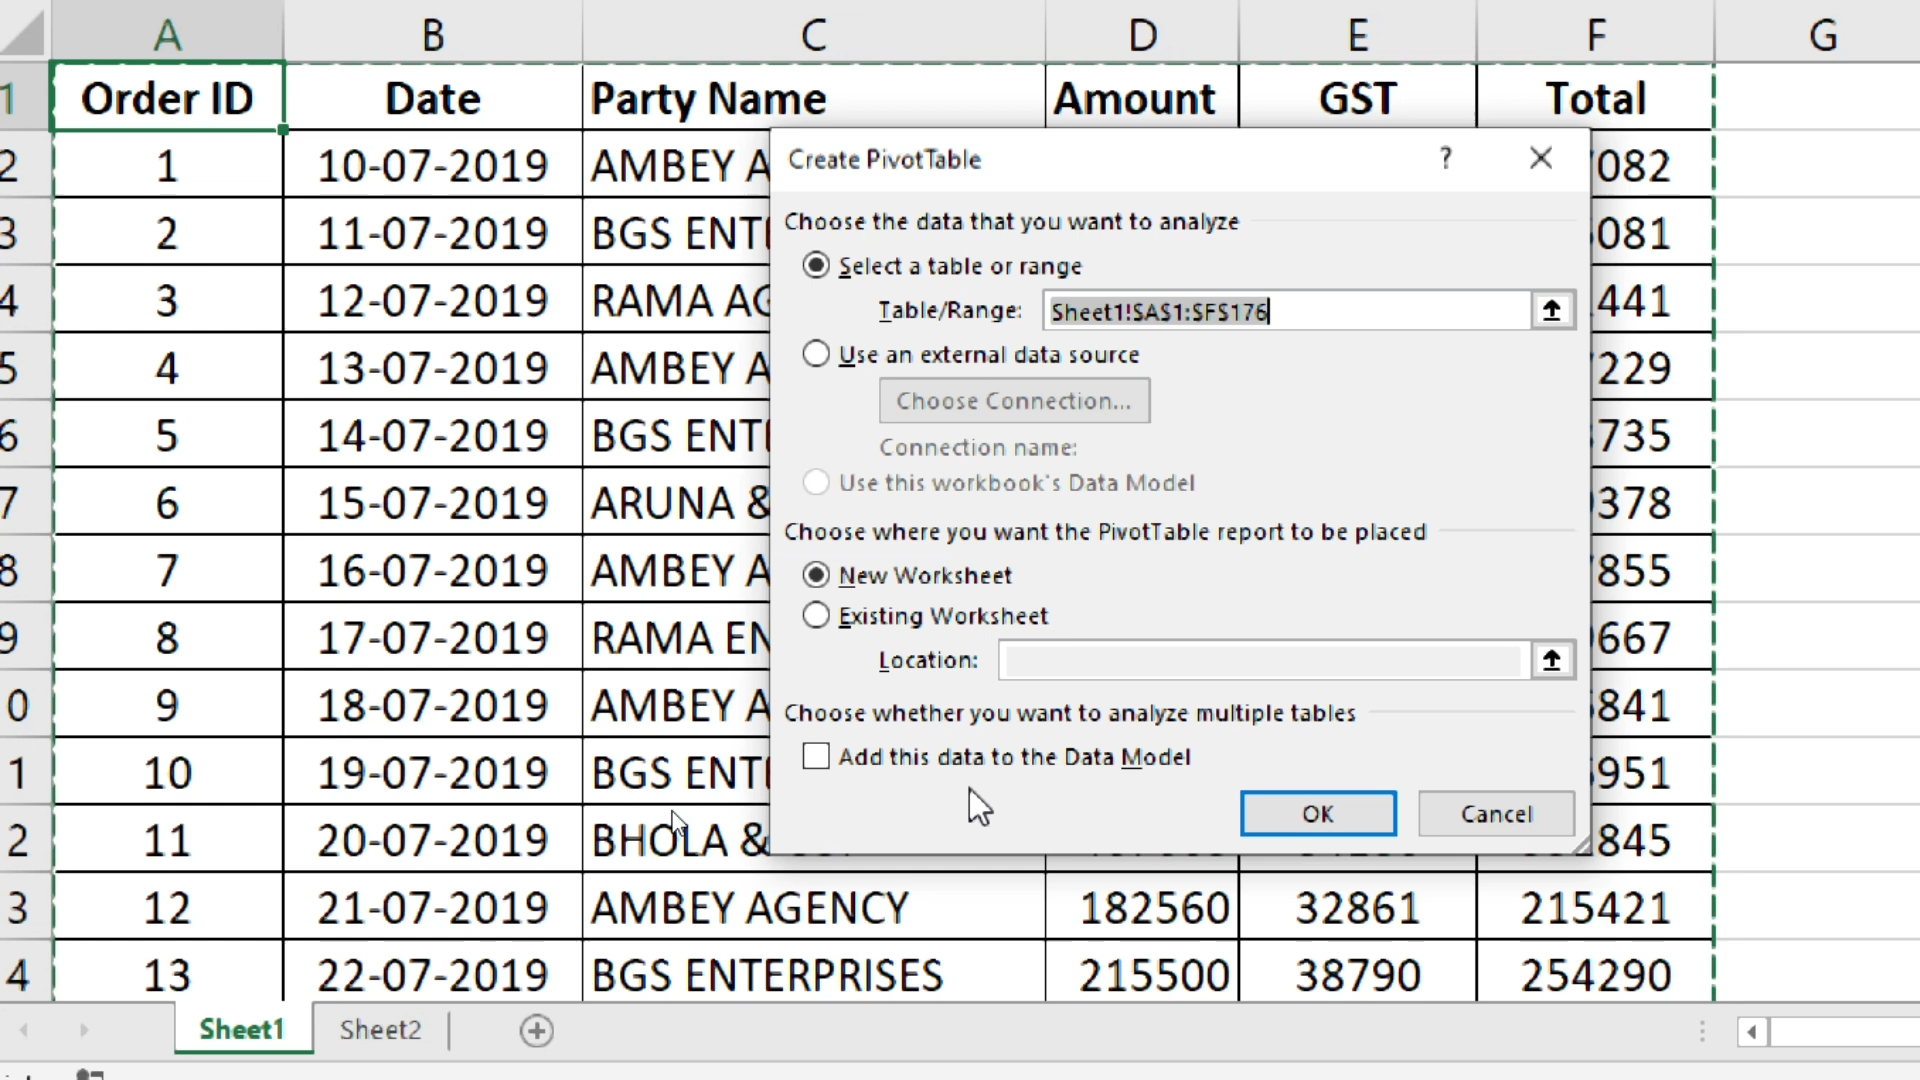 A B C D E F G
1 Order ID Date Party Name Amount GST Total
Create PivotTable ?
2 1 10-07-2019 AMBEY A 082
Choose the data that you want to analyze
3 2 11-07-2019 BGS ENT 081
Select a table or range
4 3 12-07-2019 RAMA AG 441
Table/Range: Sheet1!$A$1:$F$176
5 4 13-07-2019 AMBEY A 229
Use an external data source
Choose Connection...
6 5 14-07-2019 BGS ENT 735
Connection name:
7 6 15-07-2019 ARUNA & 378
Use this workbook's Data Model
Choose where you want the PivotTable report to be placed
8 7 16-07-2019 AMBEY A 855
New Worksheet
Existing Worksheet
9 8 17-07-2019 RAMA EN 667
Location:
0 9 18-07-2019 AMBEY A 841
Choose whether you want to analyze multiple tables
1 10 19-07-2019 BGS ENT 951
Add this data to the Data Model
OK Cancel
2 11 20-07-2019 BHOLA & 845
3 12 21-07-2019 AMBEY AGENCY 182560 32861 215421
4 13 22-07-2019 BGS ENTERPRISES 215500 38790 254290
Sheet1 Sheet2